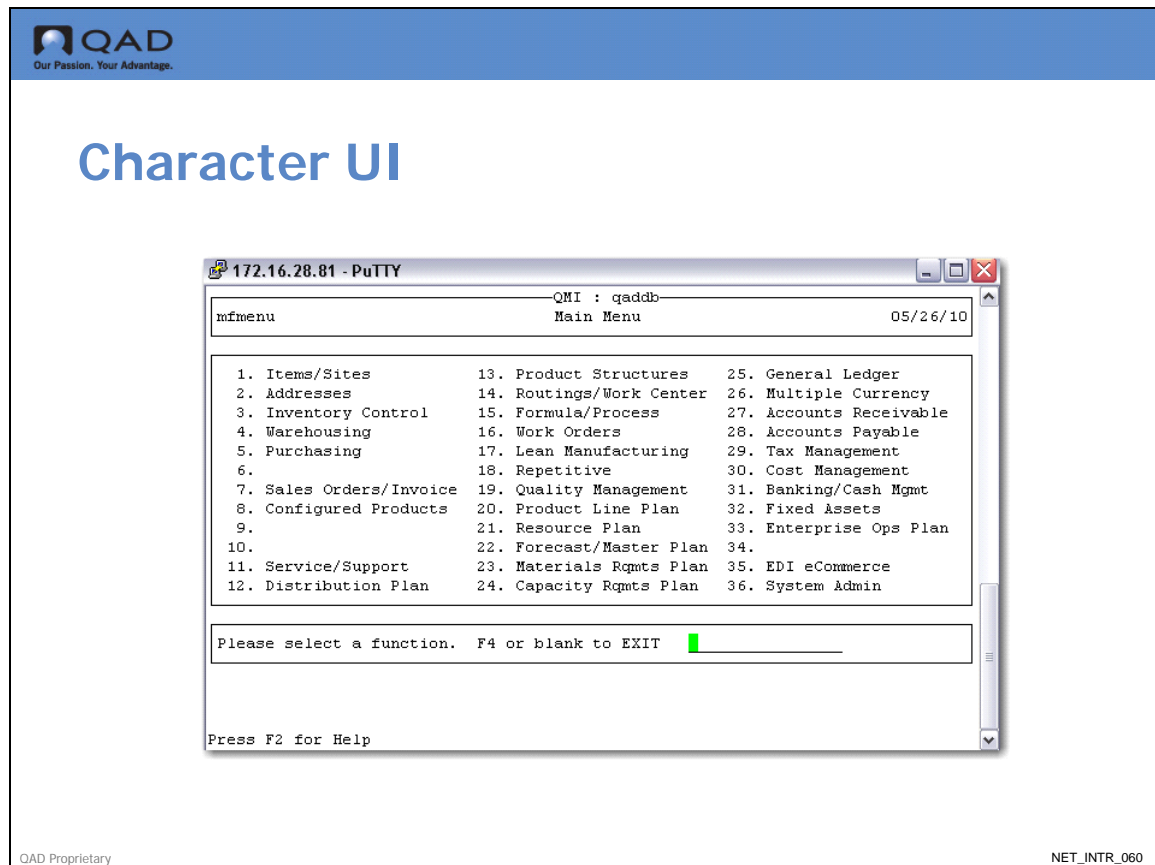 QAD
Our Passion. Your Advantage.
Character UI
172.16.28.81 - PuTTY
QMI : qaddb
mfmenu Main Menu 05/26/10
1. Items/Sites 13. Product Structures 25. General Ledger
2. Addresses 14. Routings/Work Center 26. Multiple Currency
3. Inventory Control 15. Formula/Process 27. Accounts Receivable
4. Warehousing 16. Work Orders 28. Accounts Payable
5. Purchasing 17. Lean Manufacturing 29. Tax Management
6. 18. Repetitive 30. Cost Management
7. Sales Orders/Invoice 19. Quality Management 31. Banking/Cash Mgmt
8. Configured Products 20. Product Line Plan 32. Fixed Assets
9. 21. Resource Plan 33. Enterprise Ops Plan
10. 22. Forecast/Master Plan 34.
11. Service/Support 23. Materials Rqmts Plan 35. EDI eCommerce
12. Distribution Plan 24. Capacity Rqmts Plan 36. System Admin
Please select a function. F4 or blank to EXIT
Press F2 for Help
QAD Proprietary
NET_INTR_060